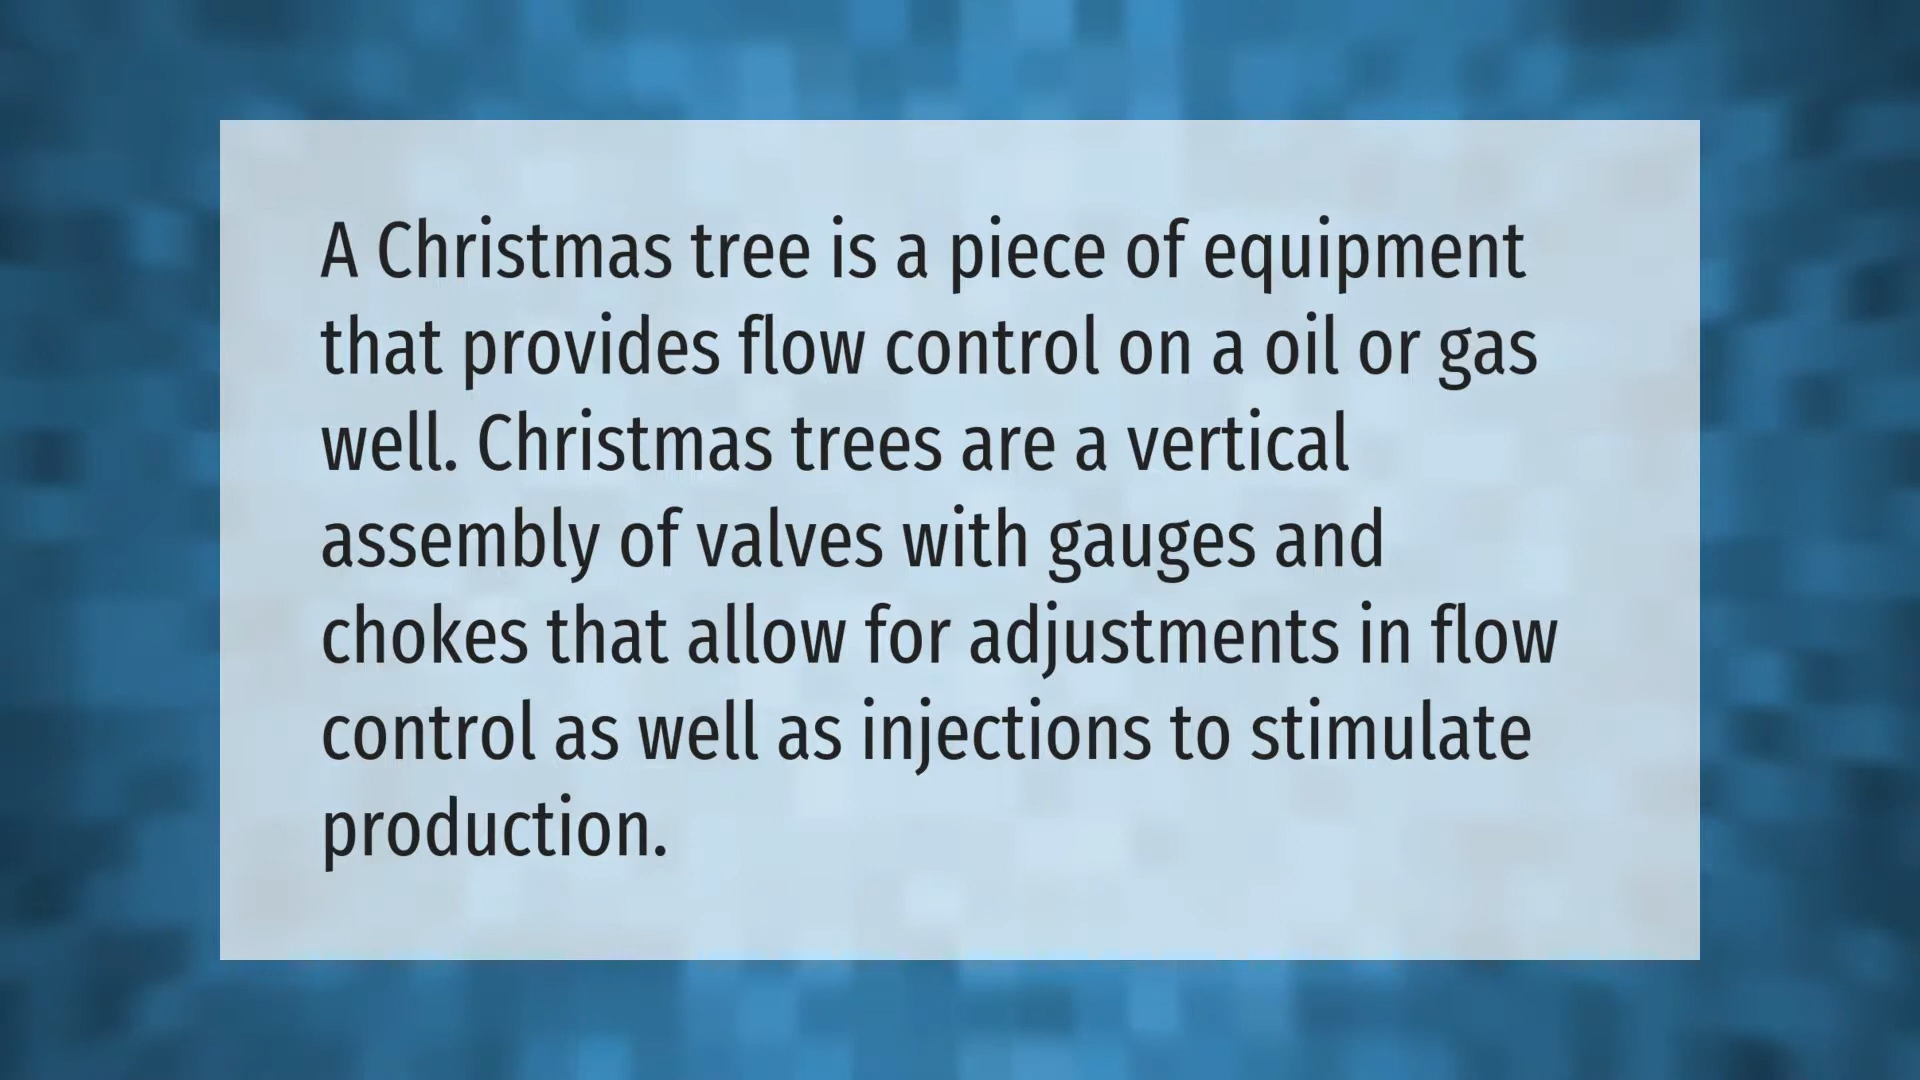 A Christmas tree is a piece of equipment
that provides flow control on a oil or gas
well. Christmas trees are a vertical
assembly of valves with gauges and
chokes that allow for adjustments in flow
control as well as injections to stimulate
production.